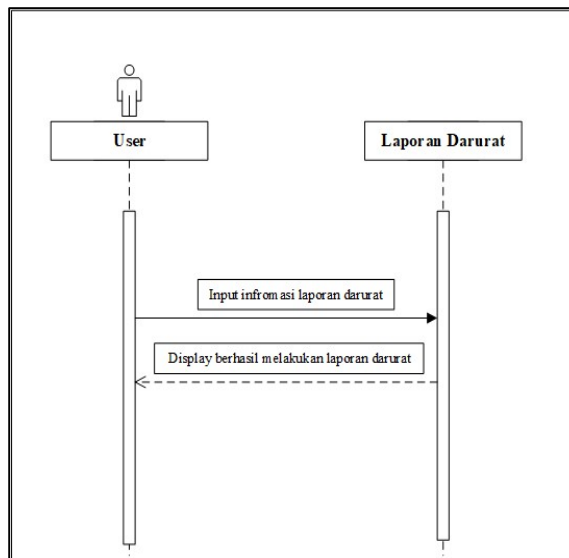 User
Laporan Darurat
Input infromasi laporan darurat
Display berhasil melakukan laporan darurat